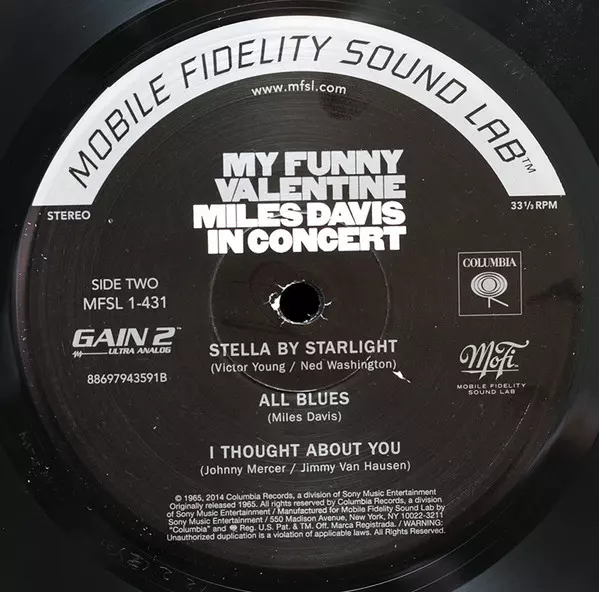 MOBILE FIDELITY SOUND LAB™
www.mfsl.com
MY FUNNY
VALENTINE
MILES DAVIS
IN CONCERT
STEREO
33 1/3 RPM
COLUMBIA
SIDE TWO
MFSL 1-431
GAIN 2™
ULTRA ANALOG
88697943591B
MoFi
MOBILE FIDELITY
SOUND LAB
STELLA BY STARLIGHT
(Victor Young / Ned Washington)
ALL BLUES
(Miles Davis)
I THOUGHT ABOUT YOU
(Johnny Mercer / Jimmy Van Hausen)
© 1965, 2014 Columbia Records, a division of Sony Music Entertainment
Originally released 1965. All rights reserved by Columbia Records, a division
of Sony Music Entertainment / Manufactured for Mobile Fidelity Sound Lab by
Sony Music Entertainment / 550 Madison Avenue, New York, NY 10022-3211
"Columbia" and Reg. U.S. Pat. & TM. Off. Marca Registrada. / WARNING:
Unauthorized duplication is a violation of applicable laws. All Rights Reserved.